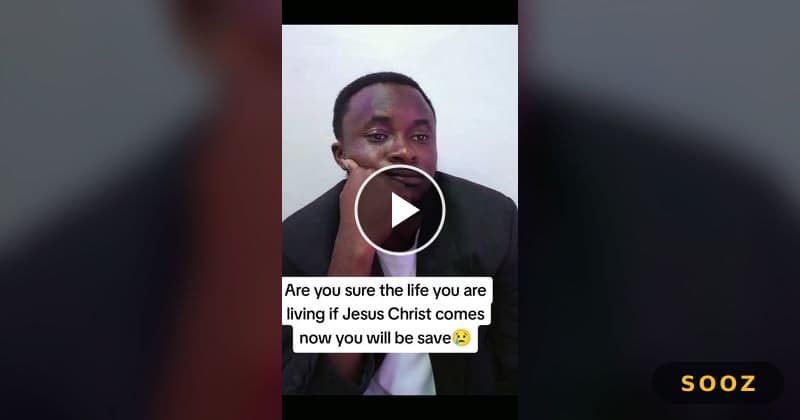 Are you sure the life you are
living if Jesus Christ comes
now you will be save😢
SOOZ